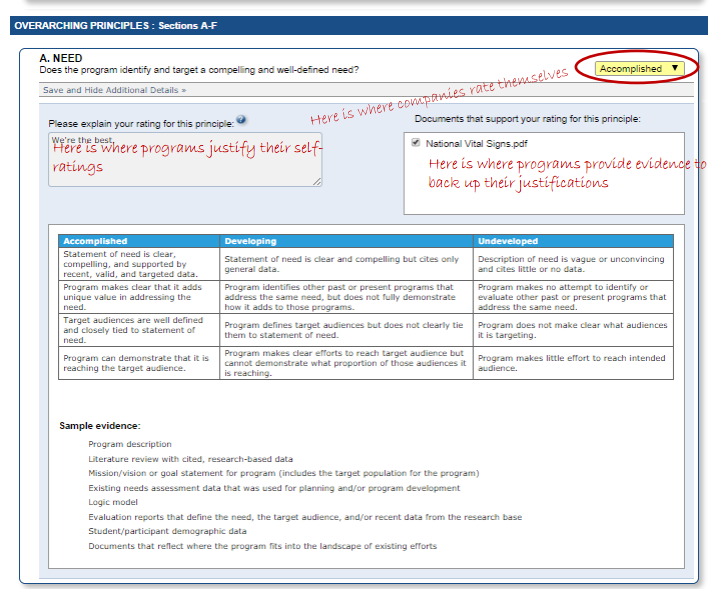 OVERARCHING PRINCIPLES : Sections A-F
A. NEED
Does the program identify and target a compelling and well-defined need?
Accomplished ▼
Save and Hide Additional Details »
Here is where companies rate themselves
Please explain your rating for this principle:
Documents that support your rating for this principle:
We're the best.
Here is where programs justify their self-
ratings
National Vital Signs.pdf
Here is where programs provide evidence to
back up their justifications
Accomplished Developing Undeveloped
Statement of need is clear,
compelling, and supported by
recent, valid, and targeted data.
Statement of need is clear and compelling but cites only
general data.
Description of need is vague or unconvincing
and cites little or no data.
Program makes clear that it adds
unique value in addressing the
need.
Program identifies other past or present programs that
address the same need, but does not fully demonstrate
how it adds to those programs.
Program makes no attempt to identify or
evaluate other past or present programs that
address the same need.
Target audiences are well defined
and closely tied to statement of
need.
Program defines target audiences but does not clearly tie
them to statement of need.
Program does not make clear what audiences
it is targeting.
Program can demonstrate that it is
reaching the target audience.
Program makes clear efforts to reach target audience but
cannot demonstrate what proportion of those audiences it
is reaching.
Program makes little effort to reach intended
audience.
Sample evidence:
Program description
Literature review with cited, research-based data
Mission/vision or goal statement for program (includes the target population for the program)
Existing needs assessment data that was used for planning and/or program development
Logic model
Evaluation reports that define the need, the target audience, and/or recent data from the research base
Student/participant demographic data
Documents that reflect where the program fits into the landscape of existing efforts